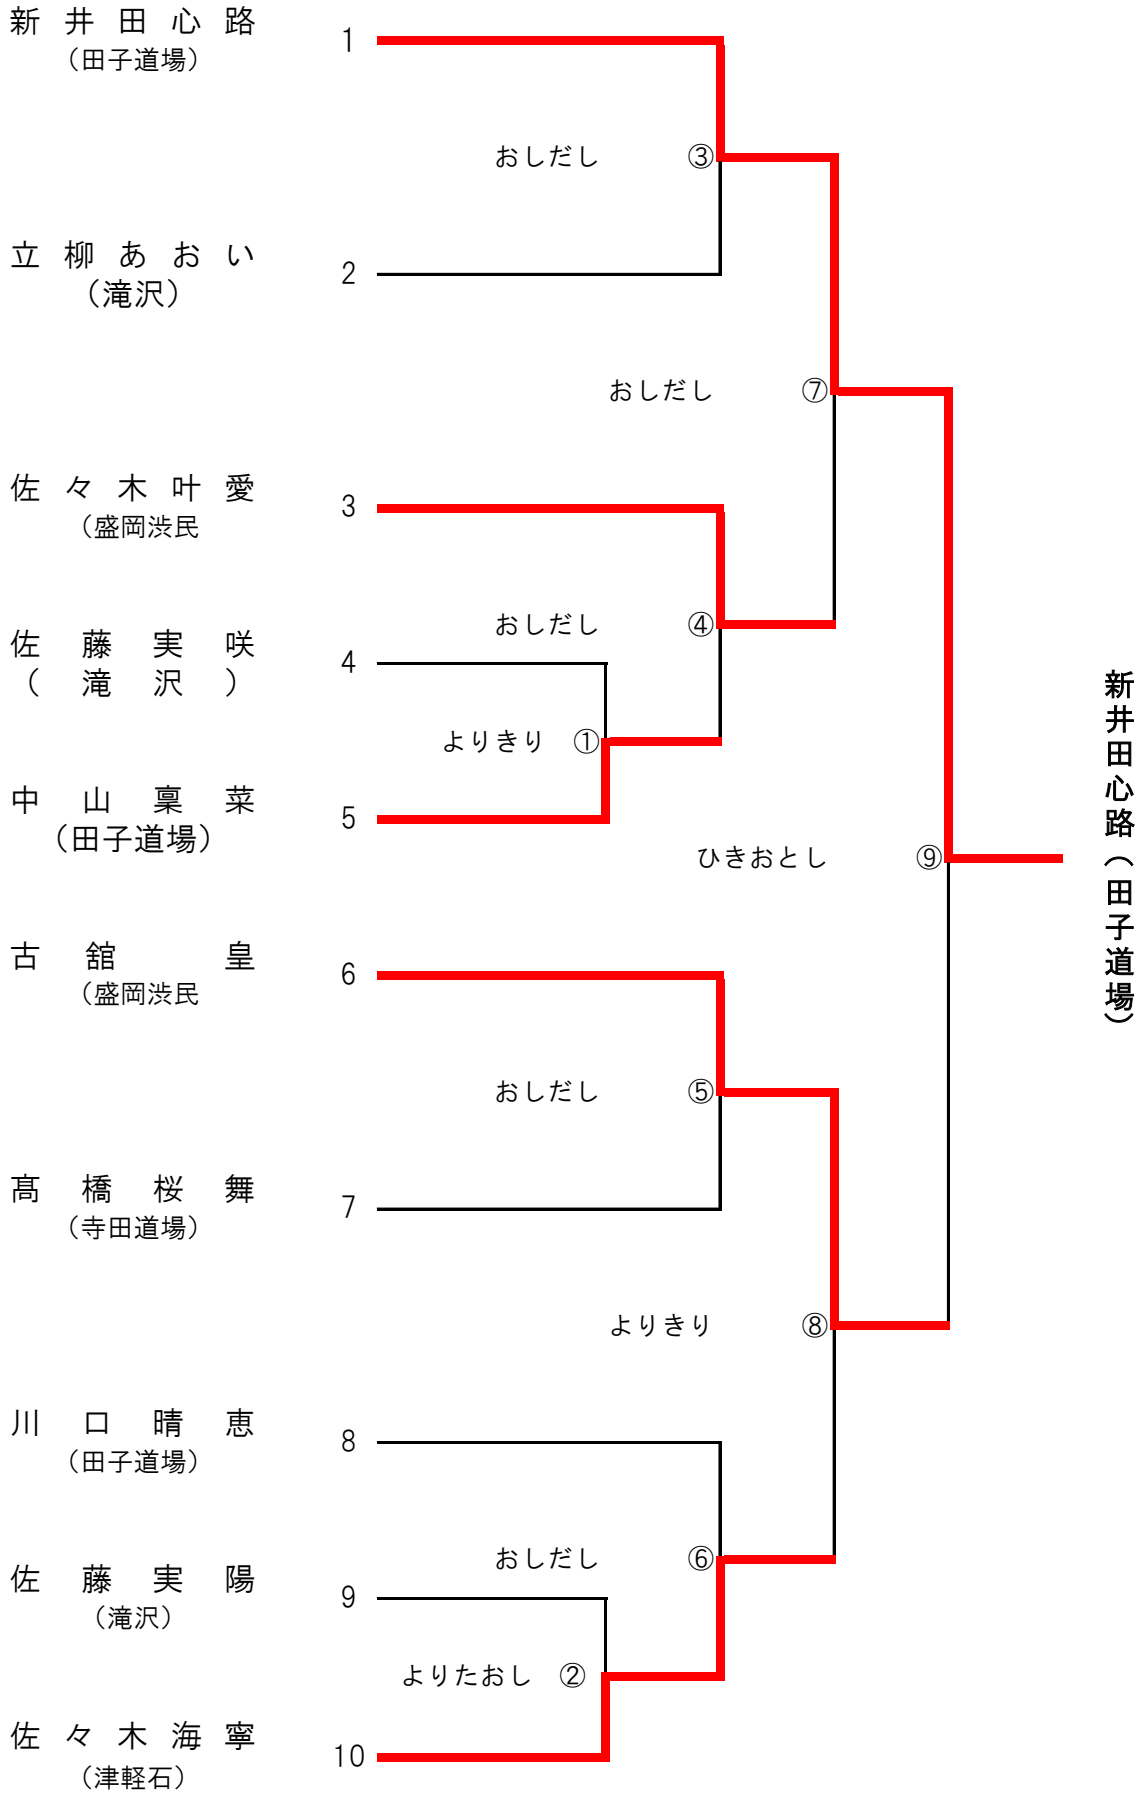 新井田心路
（田子道場）
1
おしだし ③
立柳あおい
（滝沢）
2
おしだし ⑦
佐々木叶愛
（盛岡渋民
3
おしだし ④
佐藤実咲
（滝沢）
4
よりきり ①
中山稟菜
（田子道場）
5
ひきおとし ⑨
新井田心路（田子道場）
古舘 皇
（盛岡渋民
6
おしだし ⑤
髙橋桜舞
（寺田道場）
7
よりきり ⑧
川口晴恵
（田子道場）
8
おしだし ⑥
佐藤実陽
（滝沢）
9
よりたおし ②
佐々木海寧
（津軽石）
10